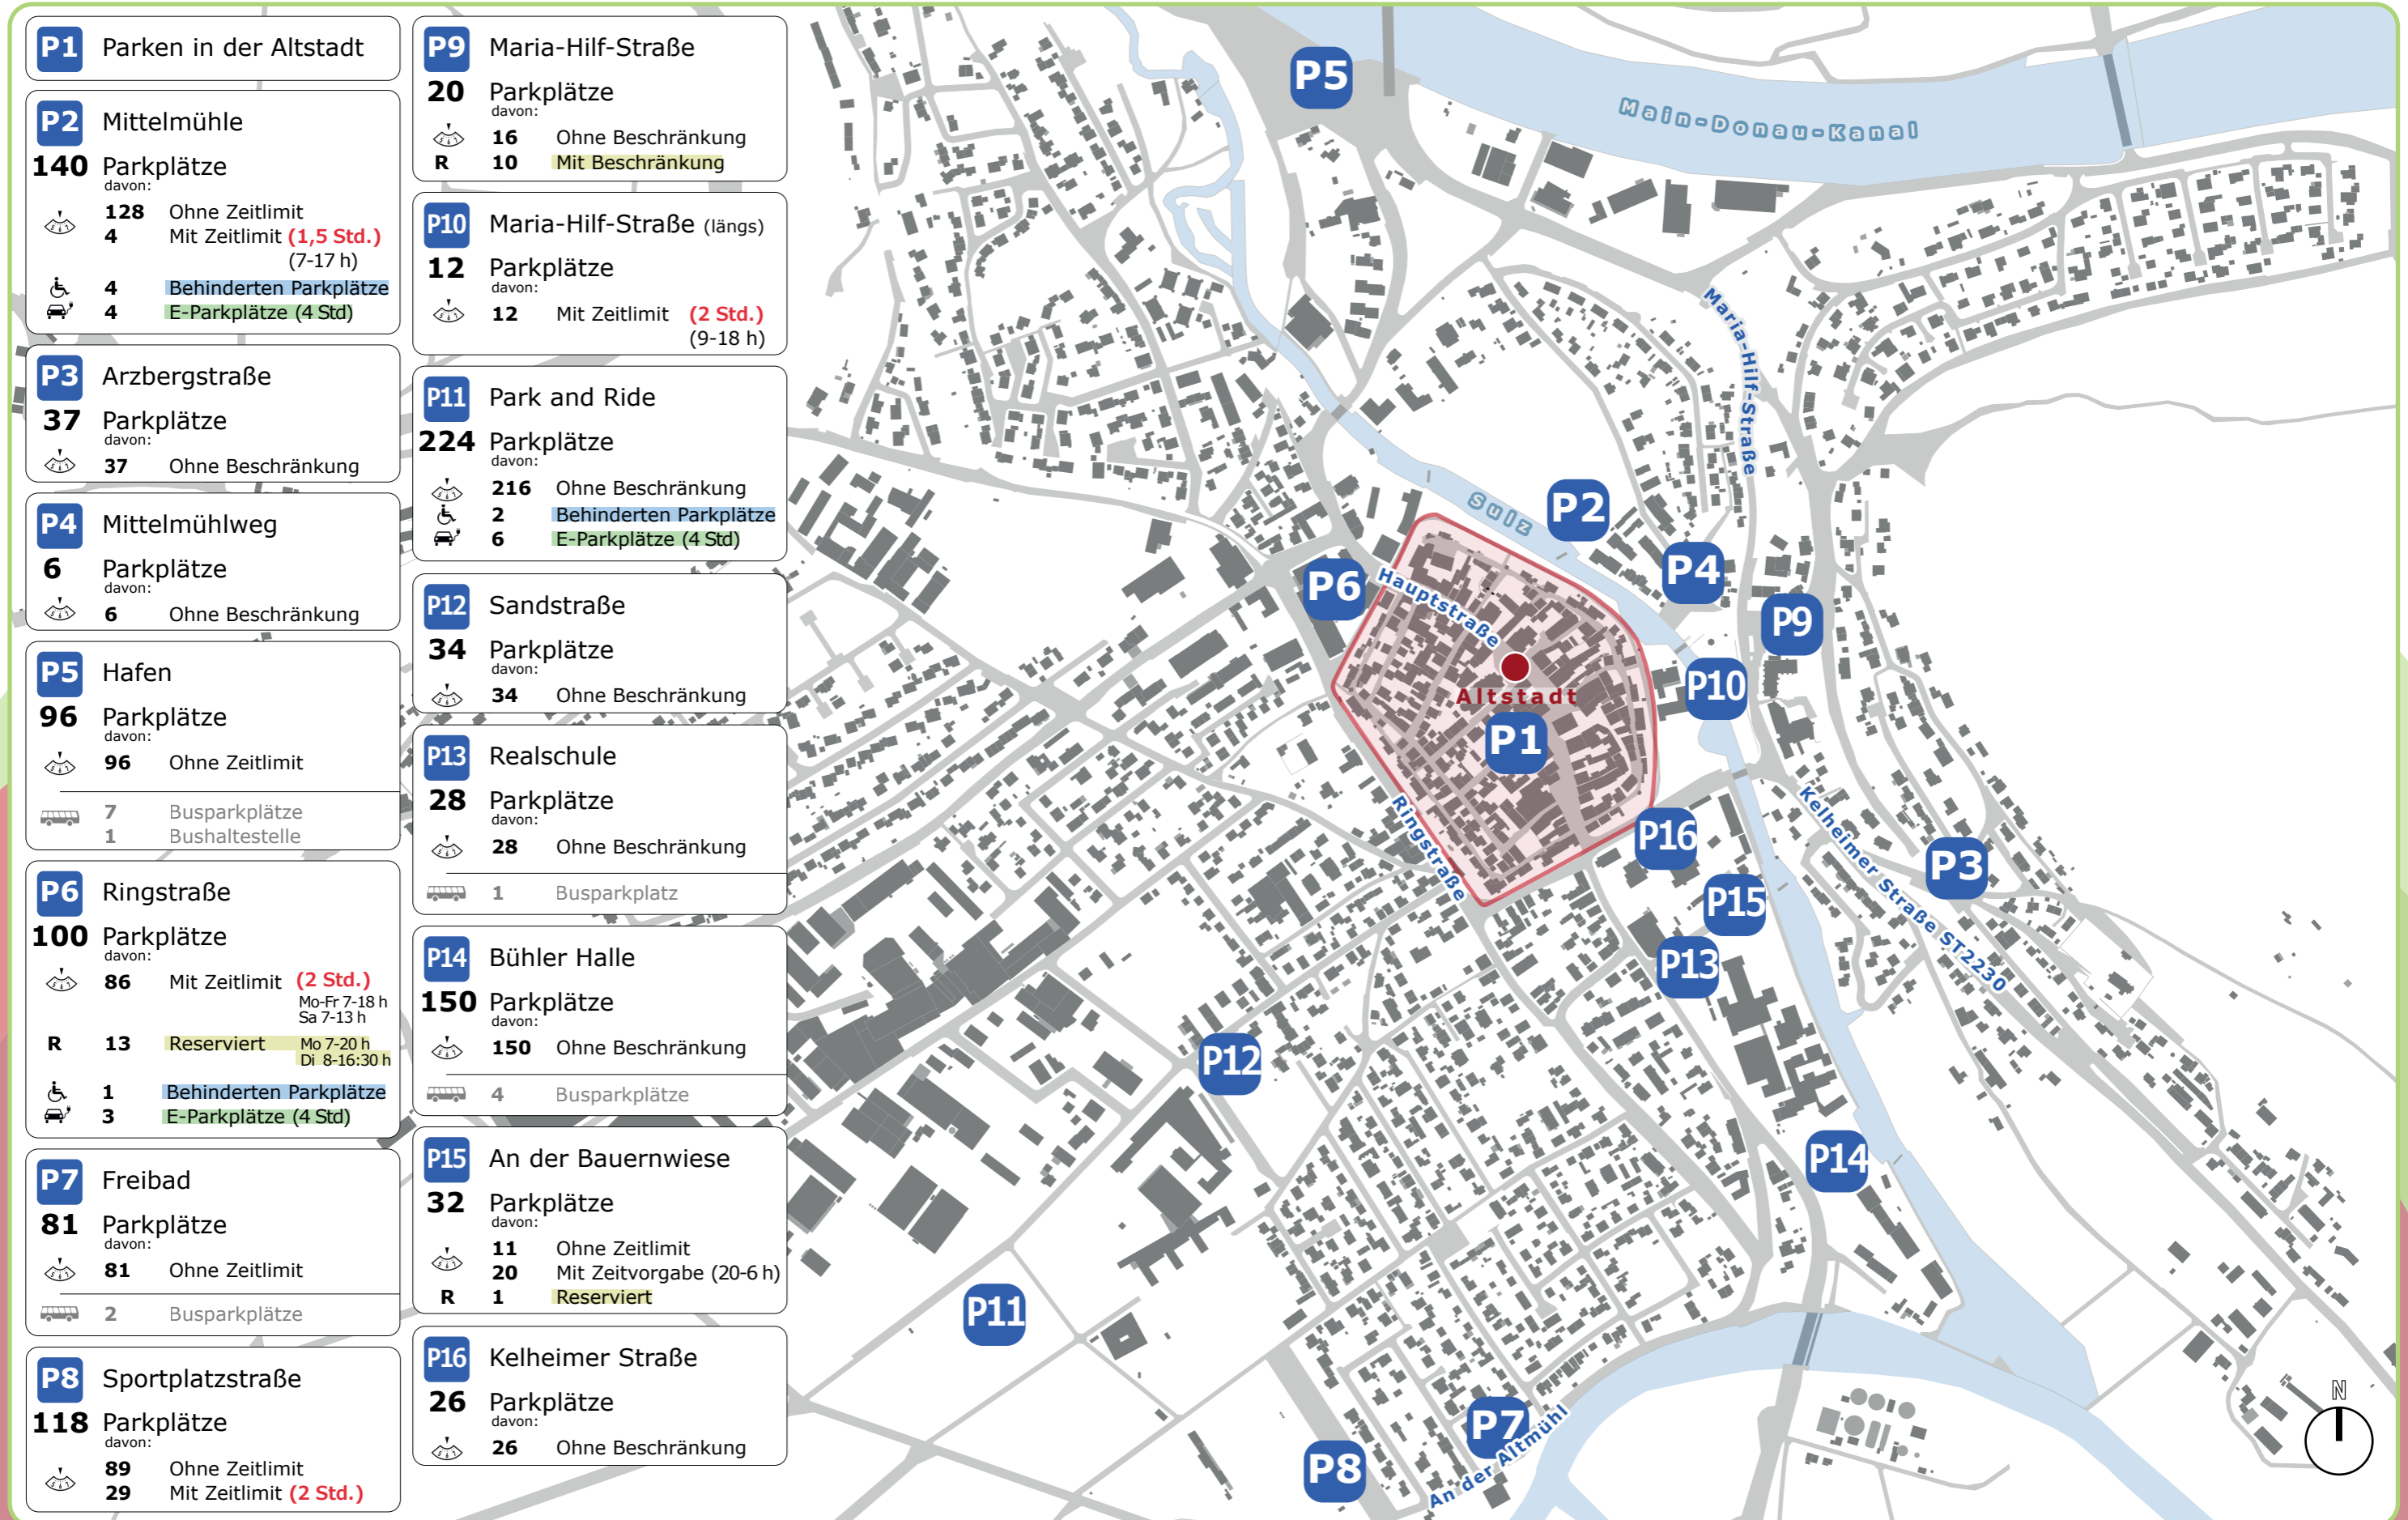 P1 Parken in der Altstadt
P2 Mittelmühle
140 Parkplätze
davon:
128 Ohne Zeitlimit
4 Mit Zeitlimit (1,5 Std.)
(7-17 h)
4 Behinderten Parkplätze
4 E-Parkplätze (4 Std)
P3 Arzbergstraße
37 Parkplätze
davon:
37 Ohne Beschränkung
P4 Mittelmühlweg
6 Parkplätze
davon:
6 Ohne Beschränkung
P5 Hafen
96 Parkplätze
davon:
96 Ohne Zeitlimit
7 Busparkplätze
1 Bushaltestelle
P6 Ringstraße
100 Parkplätze
davon:
86 Mit Zeitlimit (2 Std.)
Mo-Fr 7-18 h
Sa 7-13 h
R 13 Reserviert Mo 7-20 h
Di 8-16:30 h
1 Behinderten Parkplätze
3 E-Parkplätze (4 Std)
P7 Freibad
81 Parkplätze
davon:
81 Ohne Zeitlimit
2 Busparkplätze
P8 Sportplatzstraße
118 Parkplätze
davon:
89 Ohne Zeitlimit
29 Mit Zeitlimit (2 Std.)
P9 Maria-Hilf-Straße
20 Parkplätze
davon:
16 Ohne Beschränkung
R 10 Mit Beschränkung
P10 Maria-Hilf-Straße (längs)
12 Parkplätze
davon:
12 Mit Zeitlimit (2 Std.)
(9-18 h)
P11 Park and Ride
224 Parkplätze
davon:
216 Ohne Beschränkung
2 Behinderten Parkplätze
6 E-Parkplätze (4 Std)
P12 Sandstraße
34 Parkplätze
davon:
34 Ohne Beschränkung
P13 Realschule
28 Parkplätze
davon:
28 Ohne Beschränkung
1 Busparkplatz
P14 Bühler Halle
150 Parkplätze
davon:
150 Ohne Beschränkung
4 Busparkplätze
P15 An der Bauernwiese
32 Parkplätze
davon:
11 Ohne Zeitlimit
20 Mit Zeitvorgabe (20-6 h)
R 1 Reserviert
P16 Kelheimer Straße
26 Parkplätze
davon:
26 Ohne Beschränkung
P5
Main-Donau-Kanal
Maria-Hilf-Straße
Sulz
P2
P4
P6
Hauptstraße
P9
Altstadt
P10
P1
Ringstraße
Kelheimer Straße ST2230
P16
P3
P15
P13
P12
P14
P11
P7
An der Altmühl
P8
N